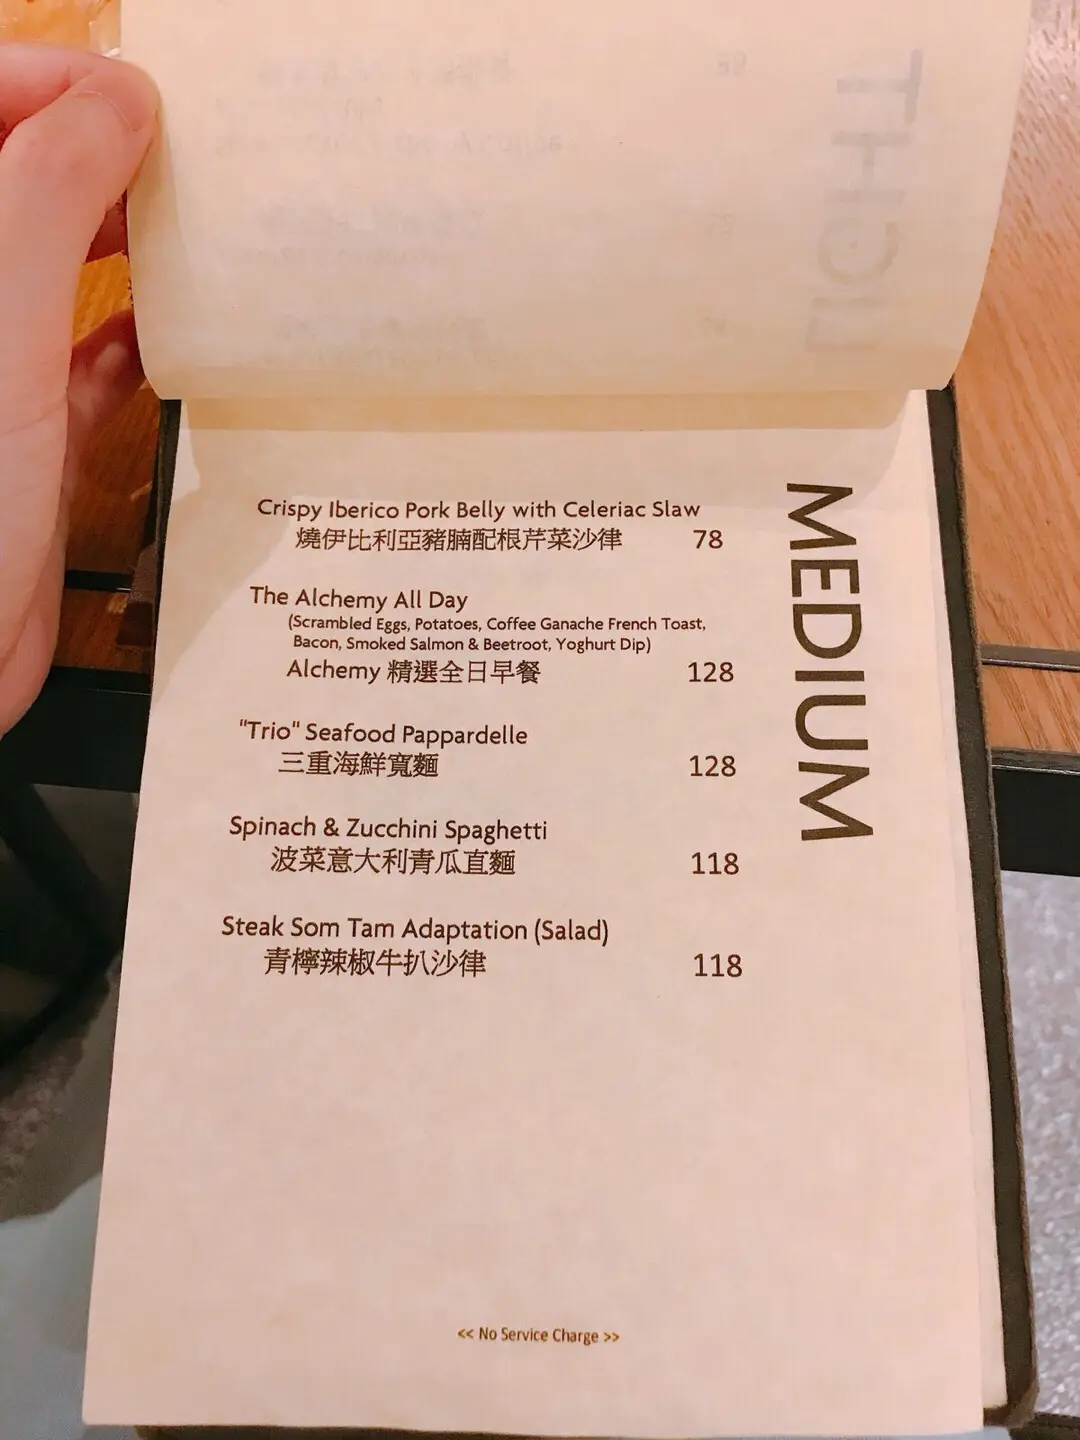 LIGHT
Crispy Iberico Pork Belly with Celeriac Slaw
燒伊比利亞豬腩配根芹菜沙律 78
The Alchemy All Day
(Scrambled Eggs, Potatoes, Coffee Ganache French Toast,
Bacon, Smoked Salmon & Beetroot, Yoghurt Dip)
Alchemy 精選全日早餐 128
"Trio" Seafood Pappardelle
三重海鮮寬麵 128
Spinach & Zucchini Spaghetti
波菜意大利青瓜直麵 118
Steak Som Tam Adaptation (Salad)
青檸辣椒牛扒沙律 118
MEDIUM
<< No Service Charge >>